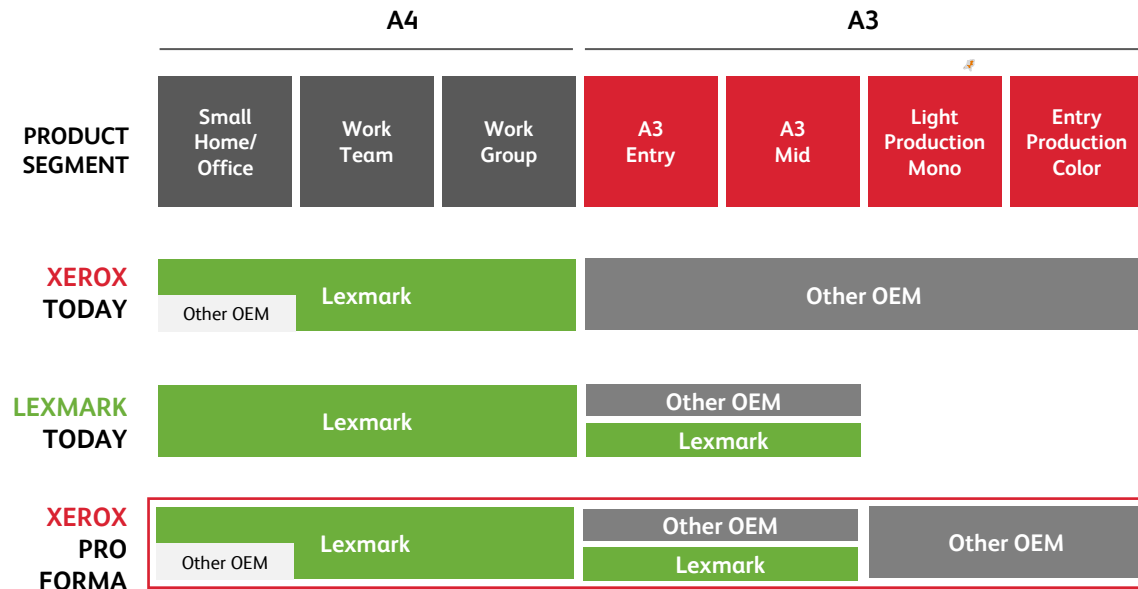 A4
A3
PRODUCT
SEGMENT
Small
Home/
Office
Work
Team
Work
Group
A3
Entry
A3
Mid
Light
Production
Mono
Entry
Production
Color
XEROX
TODAY
Lexmark
Other OEM
Other OEM
LEXMARK
TODAY
Lexmark
Other OEM
Lexmark
XEROX
PRO
FORMA
Lexmark
Other OEM
Other OEM
Lexmark
Other OEM